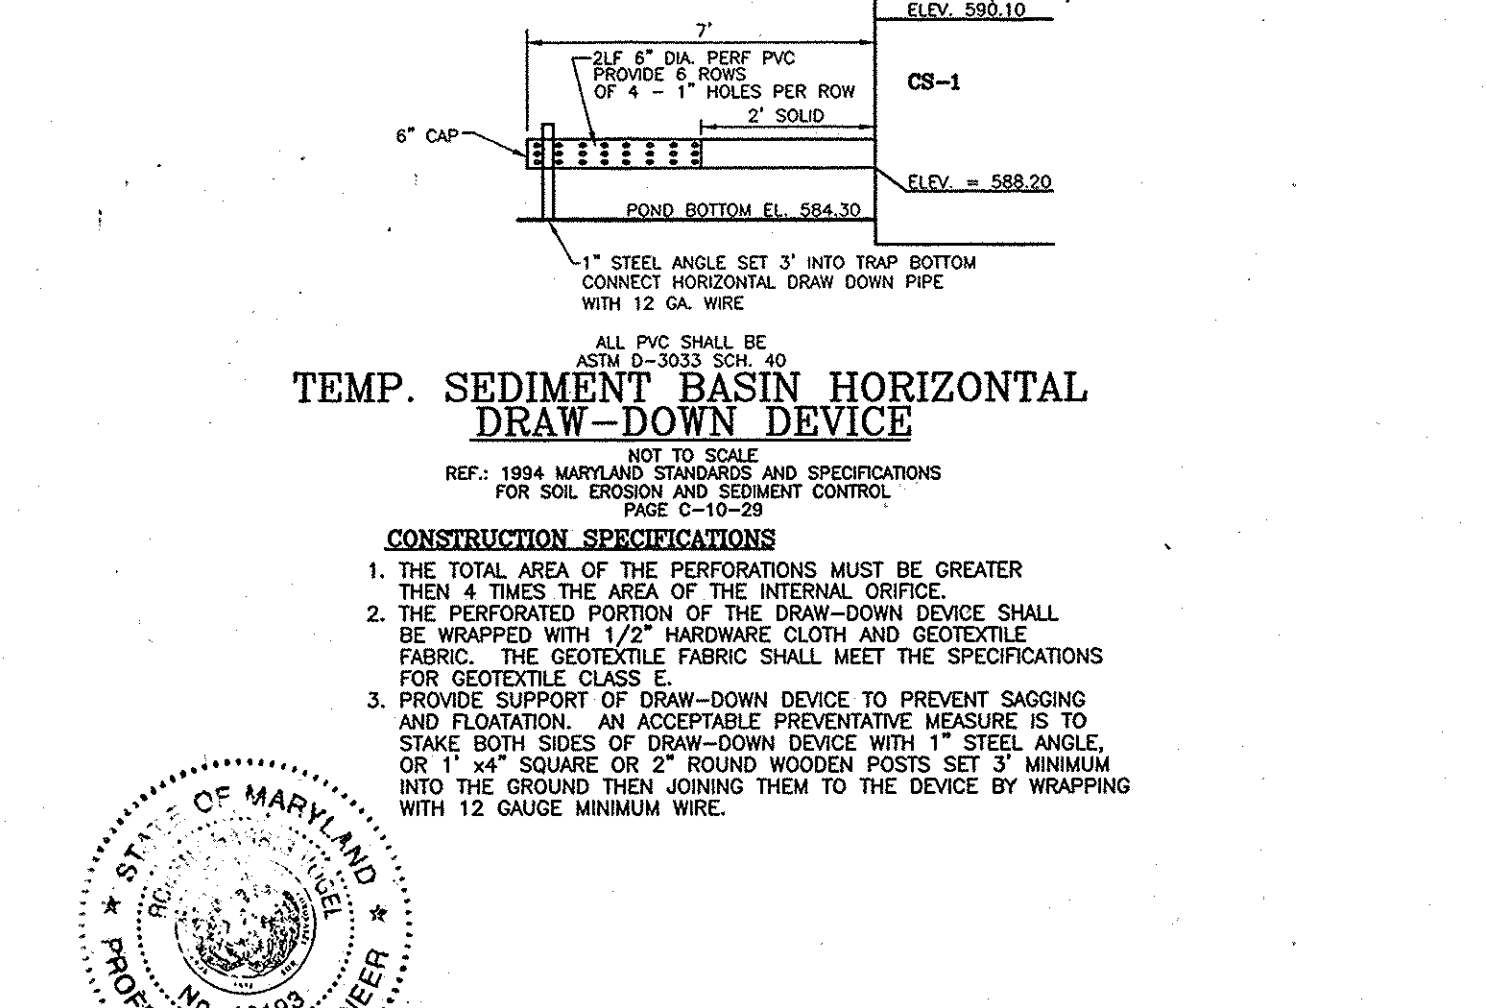 ELEV. 590.10
7'
2LF 6" DIA. PERF PVC
PROVIDE 6 ROWS
OF 4 - 1" HOLES PER ROW
CS-1
2' SOLID
6" CAP
ELEV. = 588.20
POND BOTTOM EL. 584.30
1" STEEL ANGLE SET 3' INTO TRAP BOTTOM
CONNECT HORIZONTAL DRAW DOWN PIPE
WITH 12 GA. WIRE
ALL PVC SHALL BE
ASTM D-3033 SCH. 40
TEMP. SEDIMENT BASIN HORIZONTAL
DRAW-DOWN DEVICE
NOT TO SCALE
REF.: 1994 MARYLAND STANDARDS AND SPECIFICATIONS
FOR SOIL EROSION AND SEDIMENT CONTROL
PAGE C-10-29
CONSTRUCTION SPECIFICATIONS
1. THE TOTAL AREA OF THE PERFORATIONS MUST BE GREATER
THEN 4 TIMES THE AREA OF THE INTERNAL ORIFICE.
2. THE PERFORATED PORTION OF THE DRAW-DOWN DEVICE SHALL
BE WRAPPED WITH 1/2" HARDWARE CLOTH AND GEOTEXTILE
FABRIC. THE GEOTEXTILE FABRIC SHALL MEET THE SPECIFICATIONS
FOR GEOTEXTILE CLASS E.
3. PROVIDE SUPPORT OF DRAW-DOWN DEVICE TO PREVENT SAGGING
AND FLOATATION. AN ACCEPTABLE PREVENTATIVE MEASURE IS TO
STAKE BOTH SIDES OF DRAW-DOWN DEVICE WITH 1" STEEL ANGLE,
OR 1' x4" SQUARE OR 2" ROUND WOODEN POSTS SET 3' MINIMUM
INTO THE GROUND THEN JOINING THEM TO THE DEVICE BY WRAPPING
WITH 12 GAUGE MINIMUM WIRE.
STATE OF MARYLAND